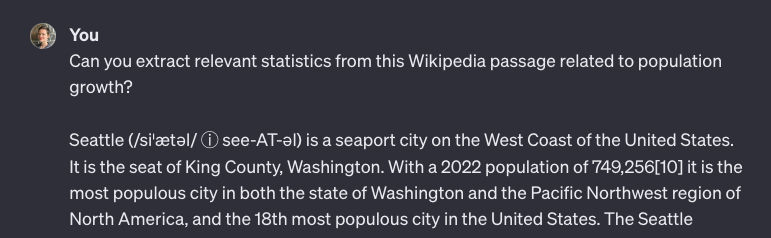 You
Can you extract relevant statistics from this Wikipedia passage related to population
growth?
Seattle (/siˈætəl/ ⓘ see-AT-əl) is a seaport city on the West Coast of the United States.
It is the seat of King County, Washington. With a 2022 population of 749,256[10] it is the
most populous city in both the state of Washington and the Pacific Northwest region of
North America, and the 18th most populous city in the United States. The Seattle